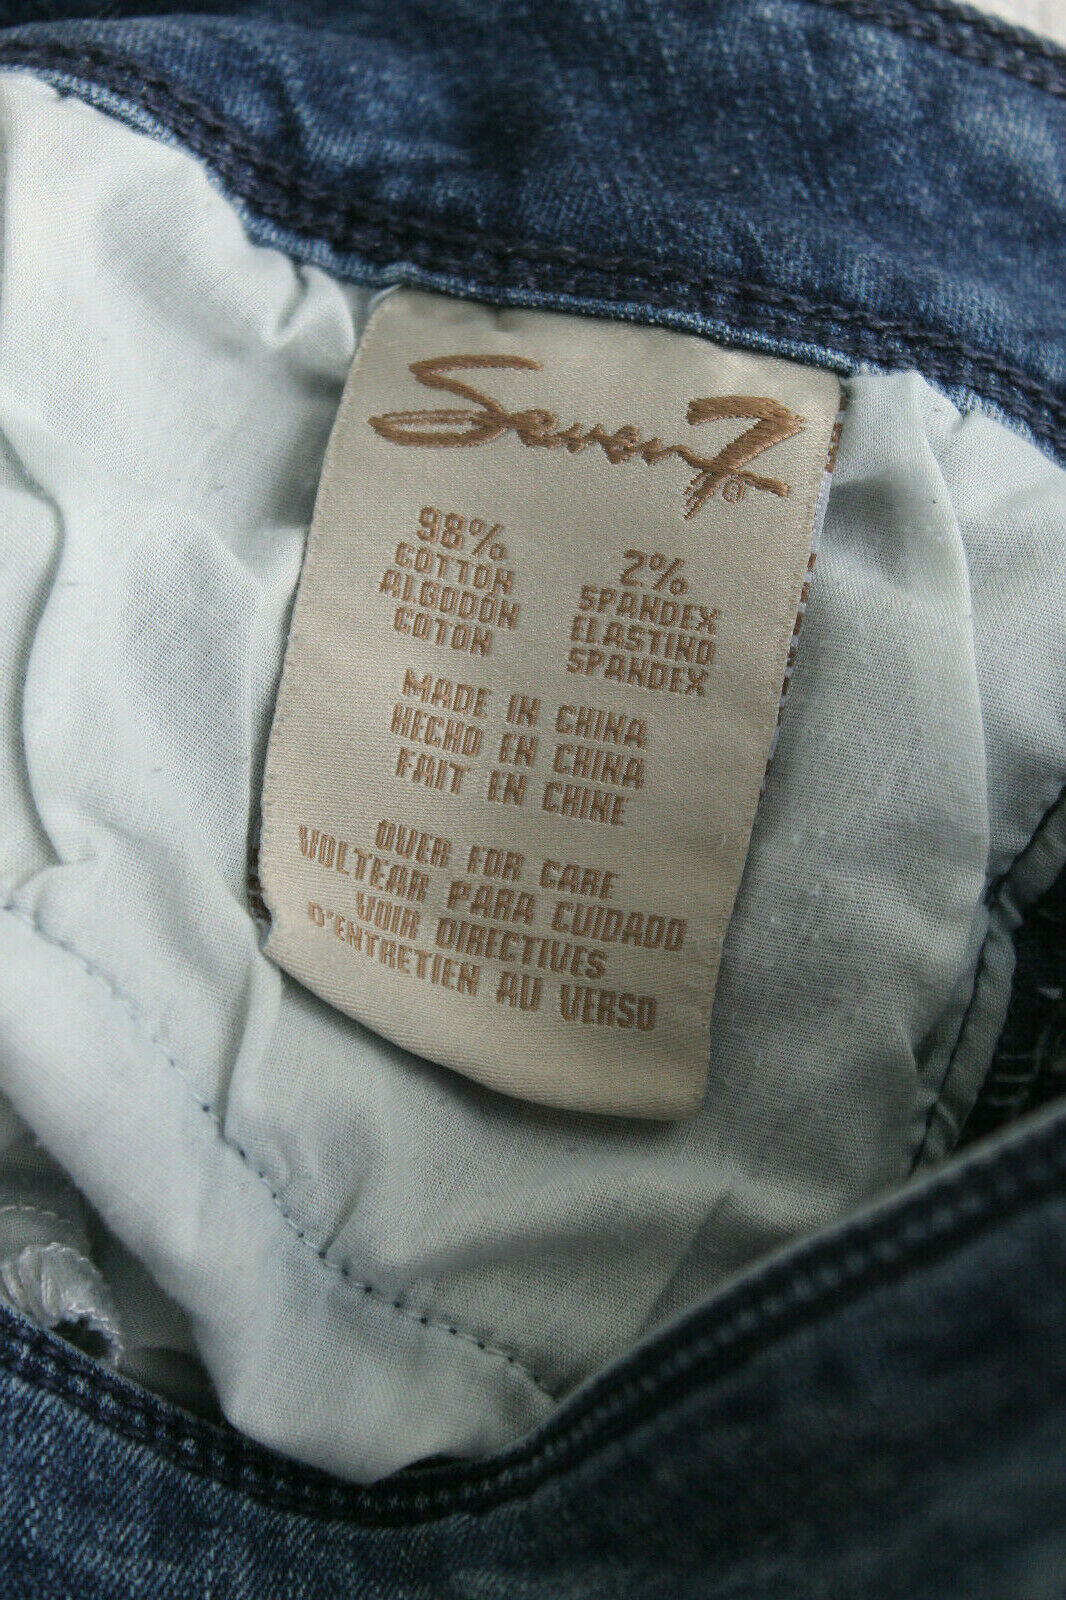 Seven7®
98%
COTTON
ALGODÓN
COTON
2%
SPANDEX
ELASTINO
SPANDEX
MADE IN CHINA
HECHO EN CHINA
FAIT EN CHINE
OVER FOR CARE
VOLTEAR PARA CUIDADO
VOIR DIRECTIVES
D'ENTRETIEN AU VERSO